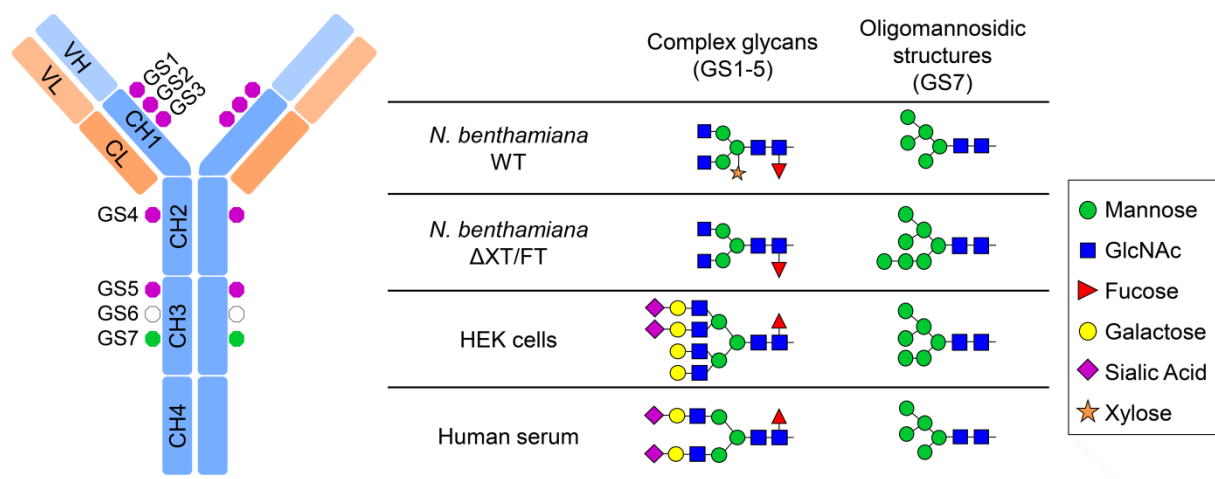 VH
VL
GS1
GS2
GS3
CH1
CL
GS4
CH2
GS5
GS6
GS7
CH3
CH4
Complex glycans
(GS1-5)
Oligomannosidic
structures
(GS7)
N. benthamiana
WT
N. benthamiana
ΔXT/FT
HEK cells
Human serum
Mannose
GlcNAc
Fucose
Galactose
Sialic Acid
Xylose